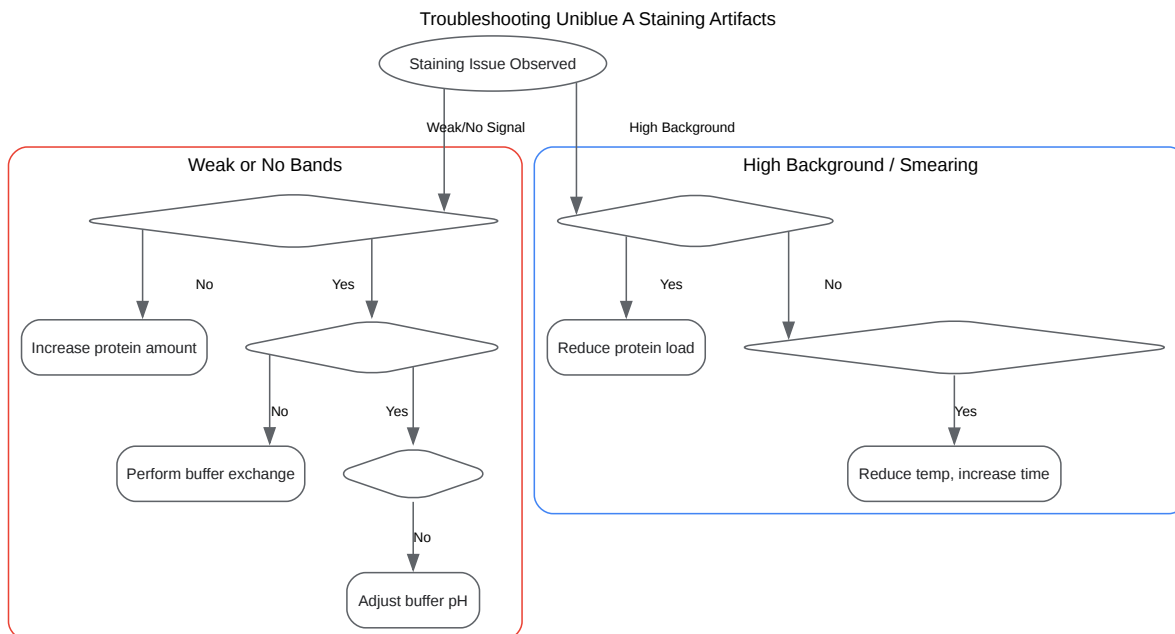 Troubleshooting Uniblue A Staining Artifacts
Staining Issue Observed
Weak/No Signal
High Background
Weak or No Bands
High Background / Smearing
No
Yes
Yes
No
Increase protein amount
Reduce protein load
No
Yes
Yes
Perform buffer exchange
Reduce temp, increase time
No
Adjust buffer pH